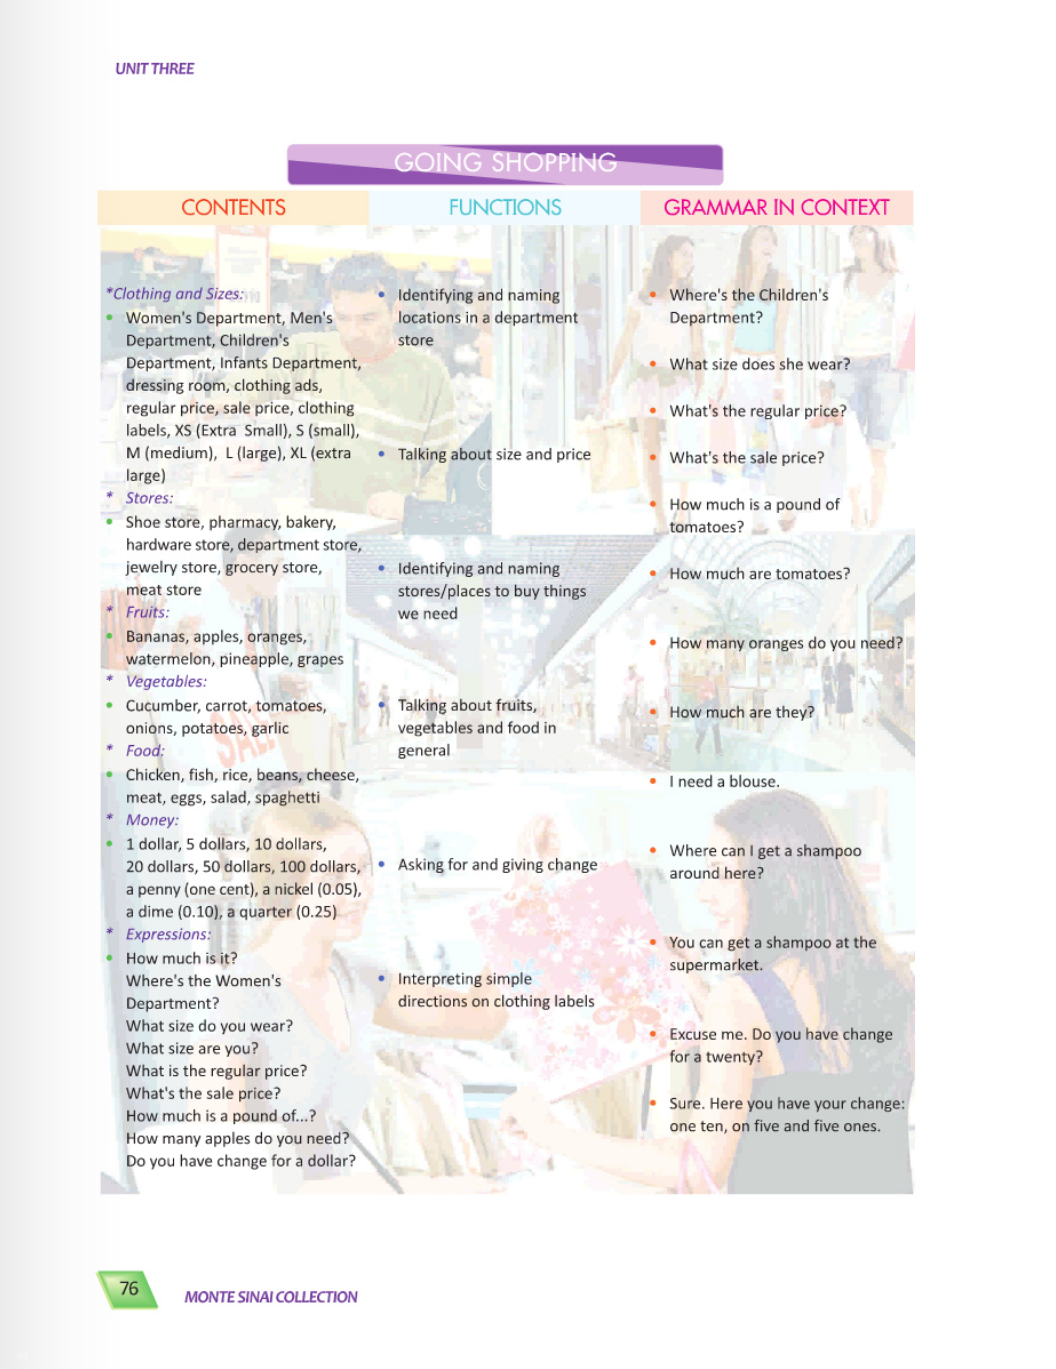 UNIT THREE
GOING SHOPPING
CONTENTS
*Clothing and Sizes:
• Women's Department, Men's
Department, Children's
Department, Infants Department,
dressing room, clothing ads,
regular price, sale price, clothing
labels, XS (Extra Small), S (small),
M (medium), L (large), XL (extra
large)
* Stores:
• Shoe store, pharmacy, bakery,
hardware store, department store,
jewelry store, grocery store,
meat store
* Fruits:
• Bananas, apples, oranges,
watermelon, pineapple, grapes
* Vegetables:
• Cucumber, carrot, tomatoes,
onions, potatoes, garlic
* Food:
• Chicken, fish, rice, beans, cheese,
meat, eggs, salad, spaghetti
* Money:
• 1 dollar, 5 dollars, 10 dollars,
20 dollars, 50 dollars, 100 dollars,
a penny (one cent), a nickel (0.05),
a dime (0.10), a quarter (0.25)
* Expressions:
• How much is it?
Where's the Women's
Department?
What size do you wear?
What size are you?
What is the regular price?
What's the sale price?
How much is a pound of...?
How many apples do you need?
Do you have change for a dollar?
FUNCTIONS
• Identifying and naming
locations in a department
store
• Talking about size and price
• Identifying and naming
stores/places to buy things
we need
• Talking about fruits,
vegetables and food in
general
• Asking for and giving change
• Interpreting simple
directions on clothing labels
GRAMMAR IN CONTEXT
• Where's the Children's
Department?
• What size does she wear?
• What's the regular price?
• What's the sale price?
• How much is a pound of
tomatoes?
• How much are tomatoes?
• How many oranges do you need?
• How much are they?
• I need a blouse.
• Where can I get a shampoo
around here?
• You can get a shampoo at the
supermarket.
• Excuse me. Do you have change
for a twenty?
• Sure. Here you have your change:
one ten, on five and five ones.
SALE
76
MONTE SINAI COLLECTION